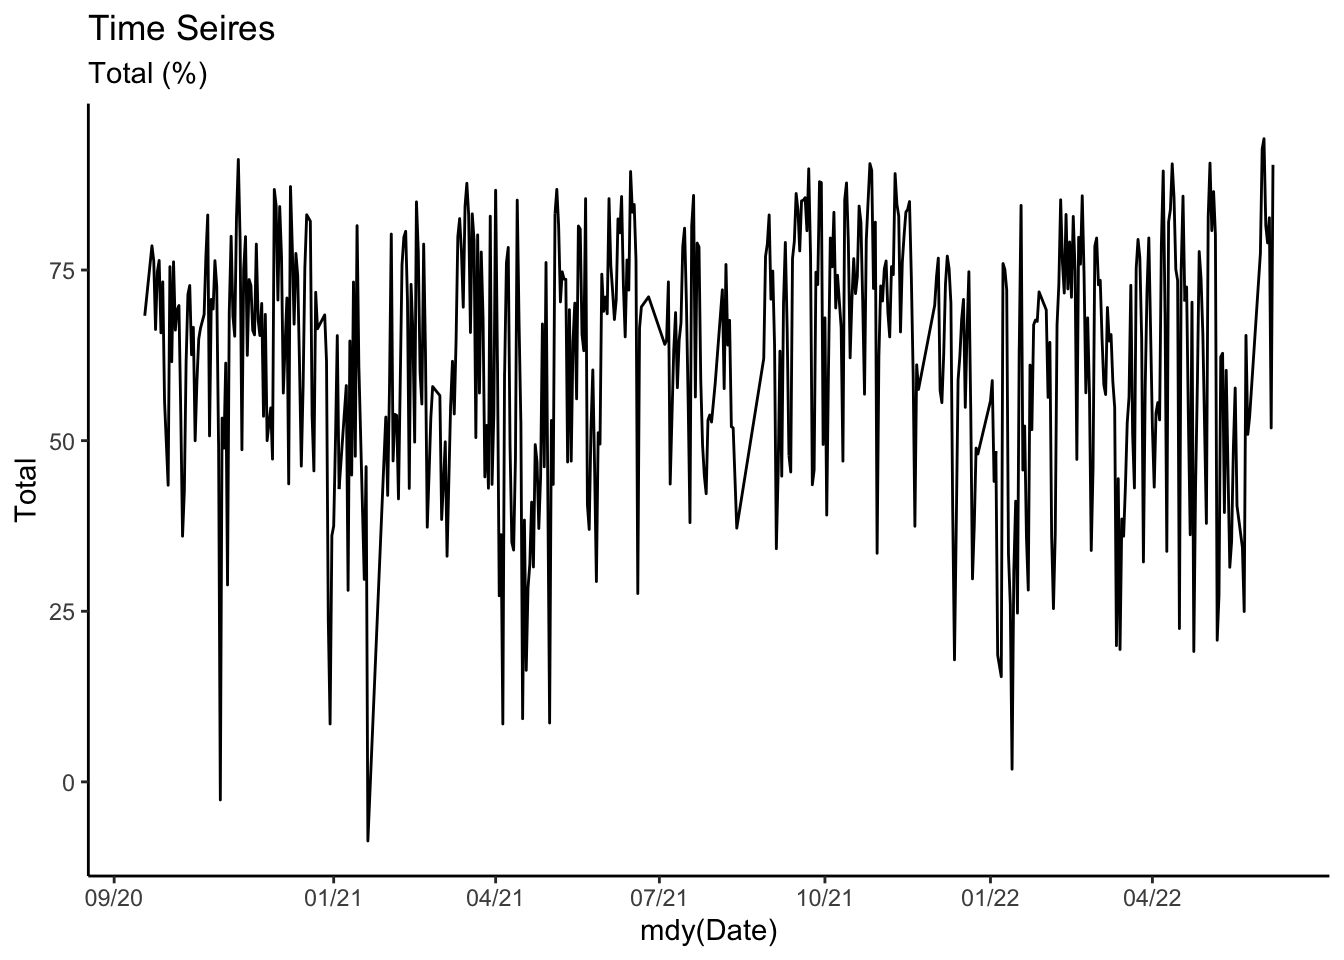 Time Seires
Total (%)
Total
75
50
25
0
09/20
01/21
04/21
07/21
10/21
01/22
04/22
mdy(Date)